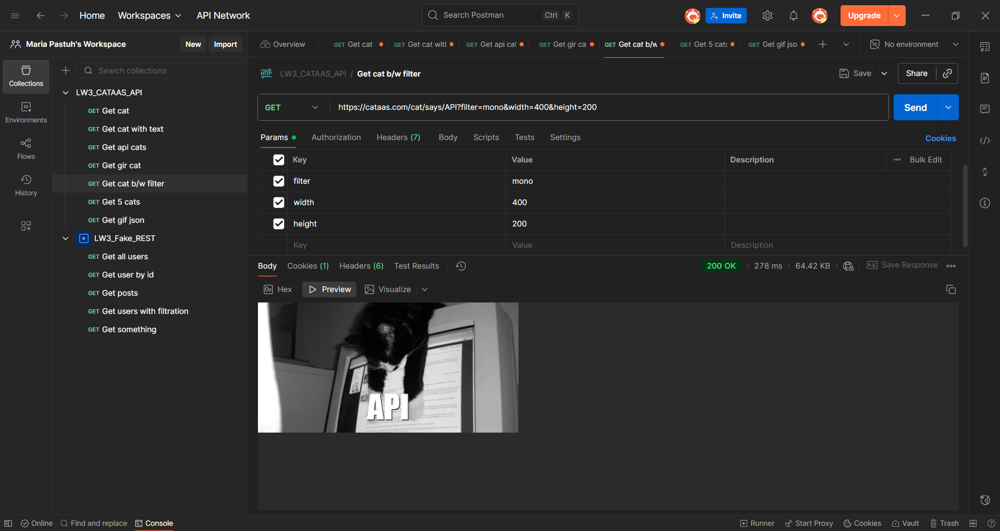 Home Workspaces API Network
Search Postman Ctrl K
Invite
Upgrade
Maria Pastuh's Workspace New Import
Overview
GET Get cat
GET Get cat witl
GET Get api cat
GET Get gir ca
GET Get cat b/w
GET Get 5 cats
GET Get gif jso
No environment
Collections
Environments
Flows
History
Search collections
LW3_CATAAS_API
GET Get cat
GET Get cat with text
GET Get api cats
GET Get gir cat
GET Get cat b/w filter
GET Get 5 cats
GET Get gif json
LW3_Fake_REST
GET Get all users
GET Get user by id
GET Get posts
GET Get users with filtration
GET Get something
HTTP LW3_CATAAS_API / Get cat b/w filter
Save Share
GET https://cataas.com/cat/says/API?filter=mono&width=400&height=200 Send
Params Authorization Headers (7) Body Scripts Tests Settings Cookies
Key Value Description Bulk Edit
filter mono
width 400
height 200
Key Value Description
Body Cookies (1) Headers (6) Test Results
200 OK 278 ms 64.42 KB e.g. Save Response
0x Hex Preview Visualize
API
Online Find and replace Console
Runner Start Proxy Cookies Vault Trash